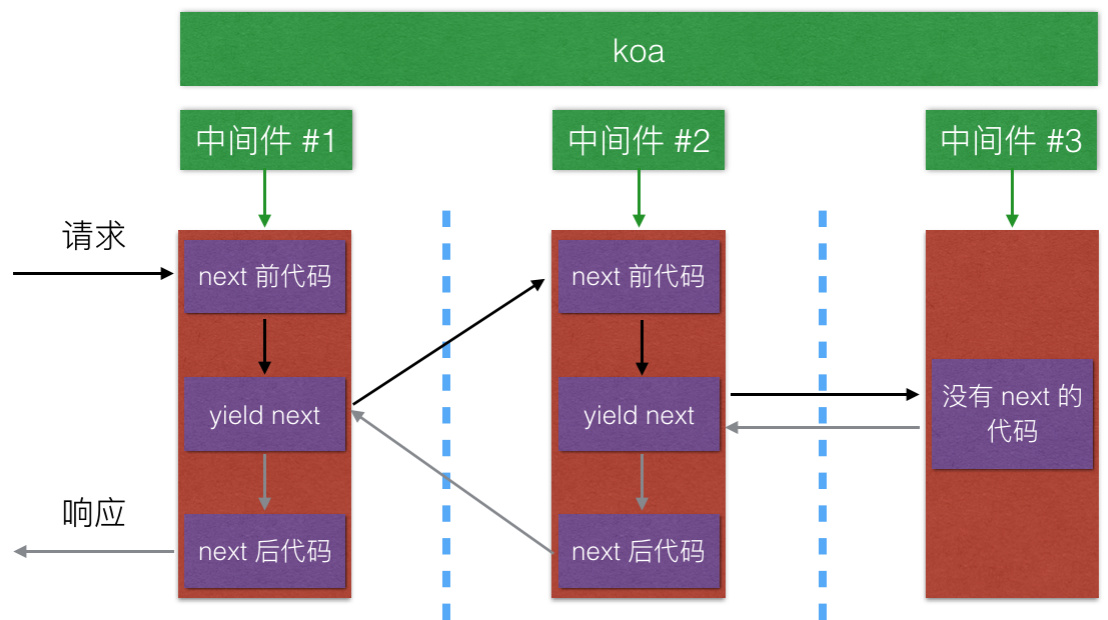 koa
中间件 #1
中间件 #2
中间件 #3
请求
next 前代码
next 前代码
yield next
yield next
没有 next 的
代码
响应
next 后代码
next 后代码